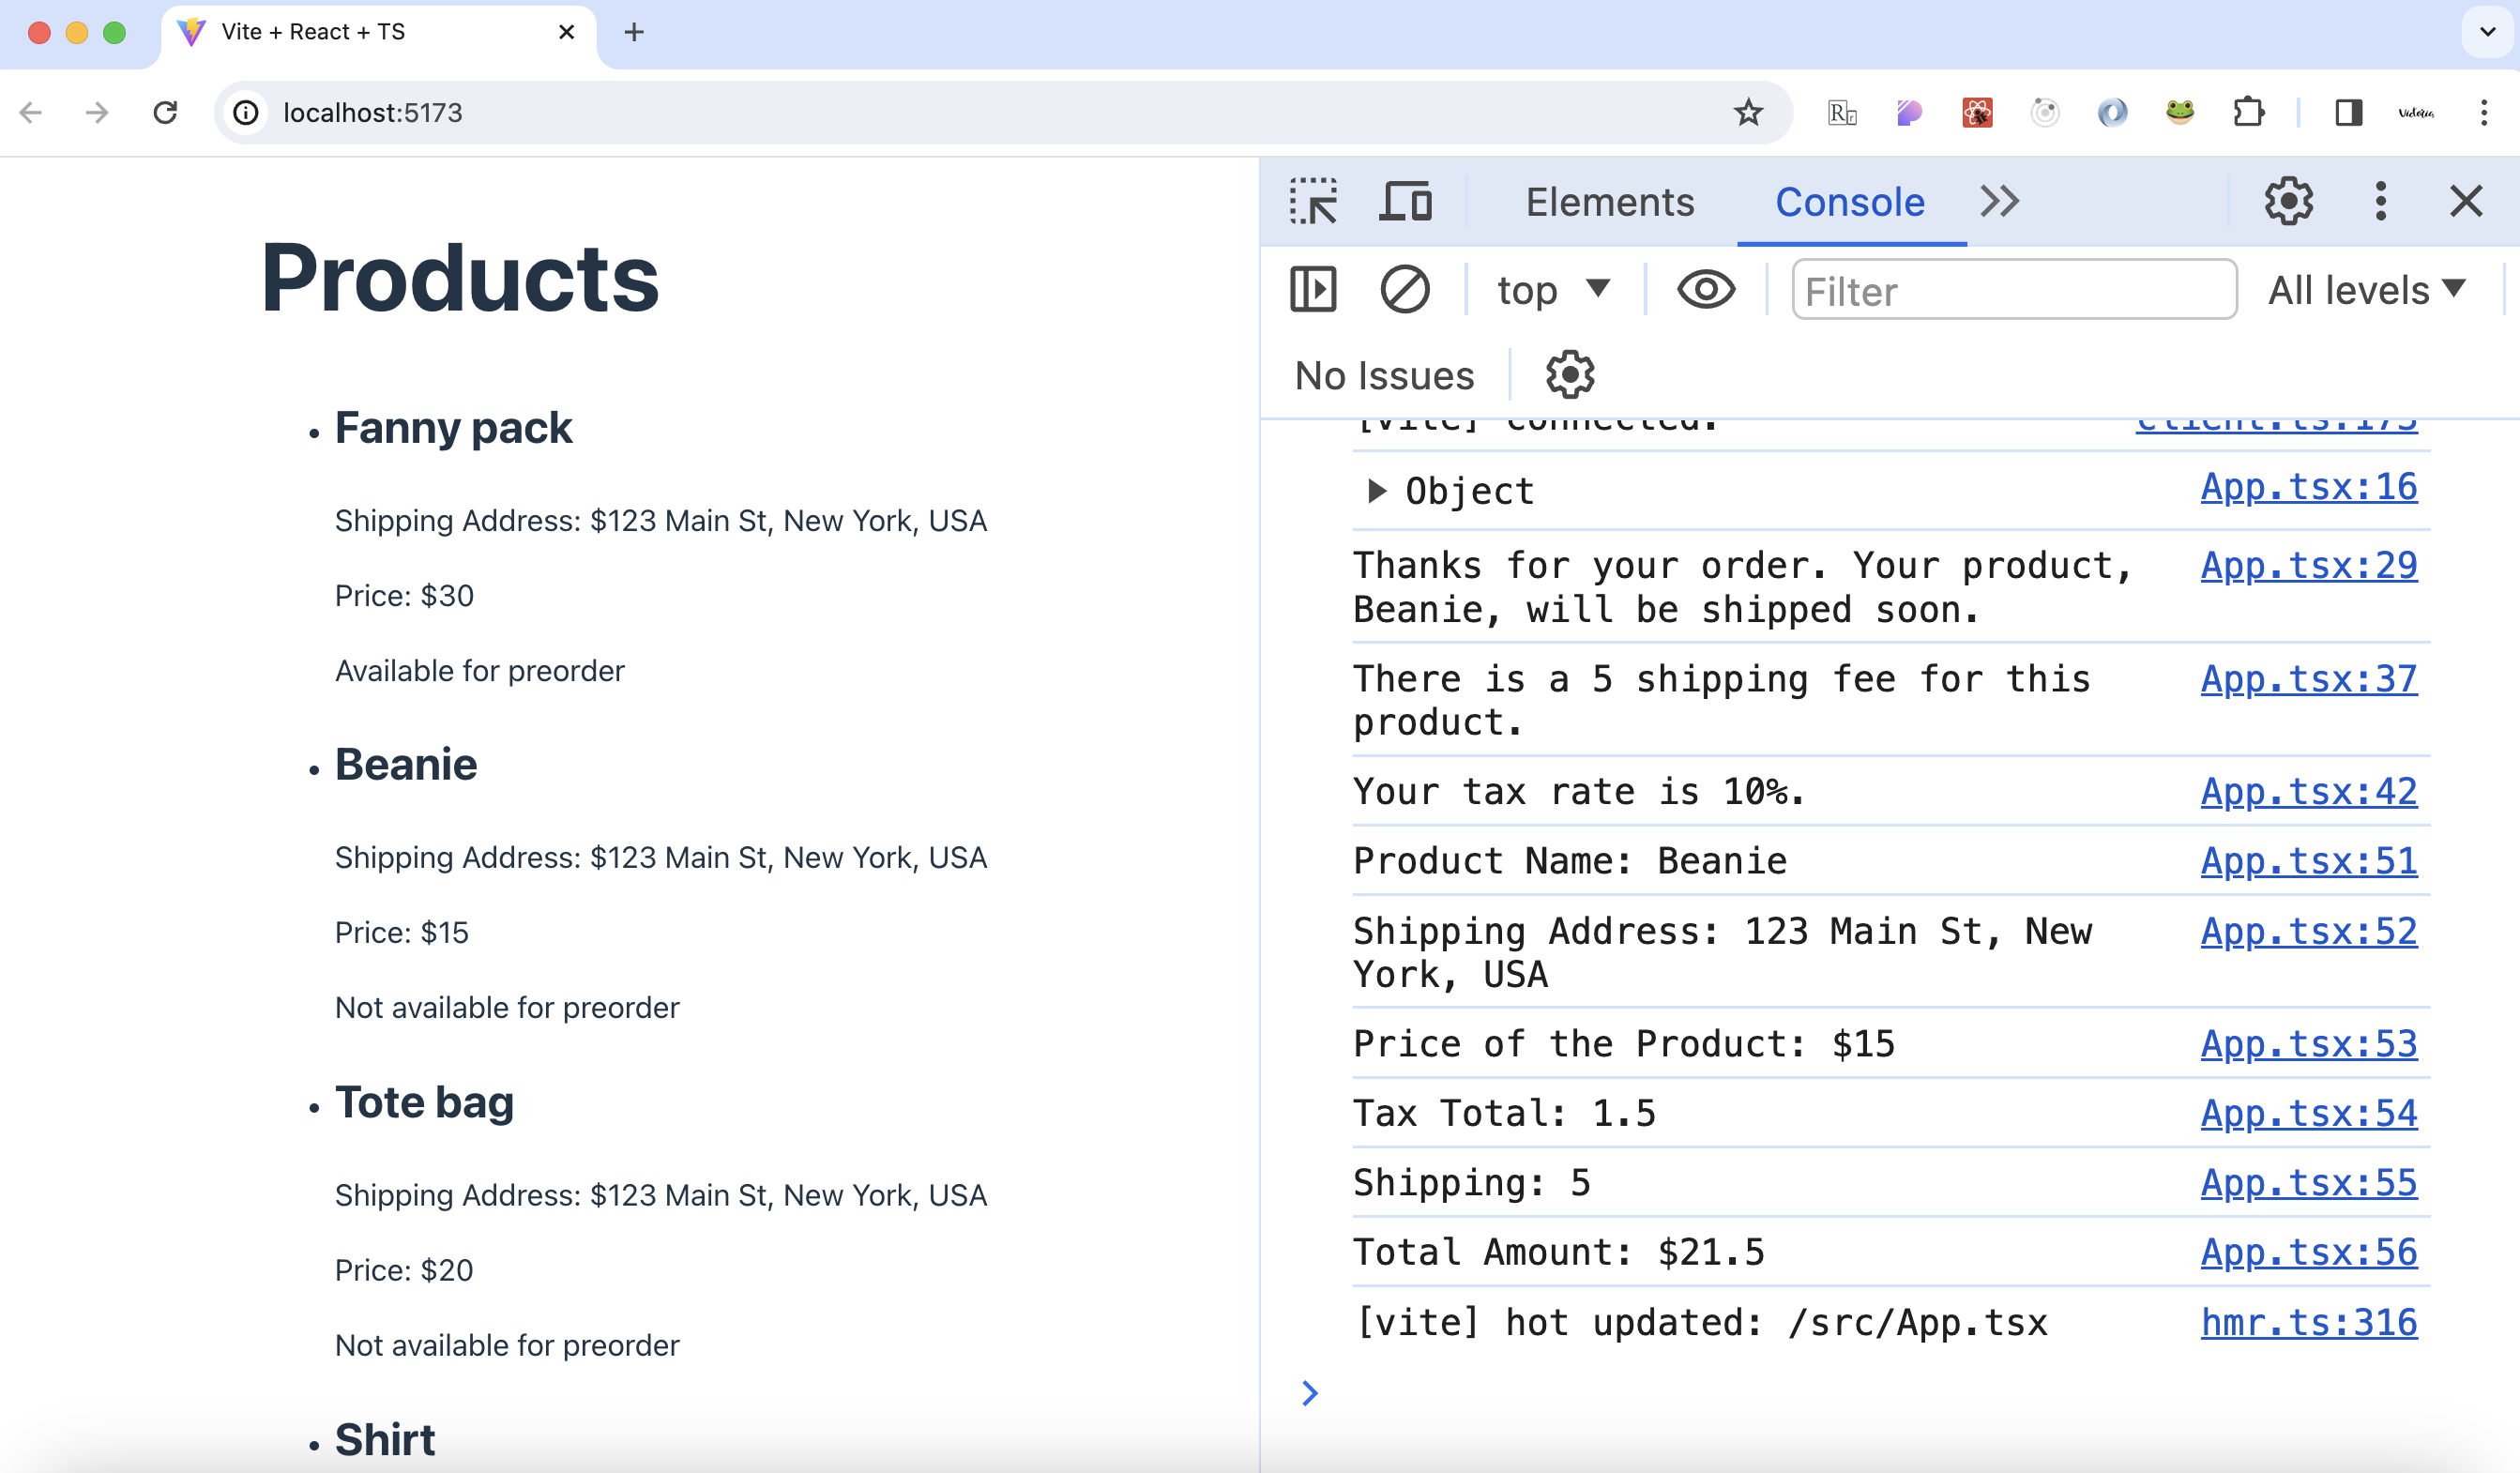 Vite + React + TS
localhost:5173
Products
Fanny pack
Shipping Address: $123 Main St, New York, USA
Price: $30
Available for preorder
Beanie
Shipping Address: $123 Main St, New York, USA
Price: $15
Not available for preorder
Tote bag
Shipping Address: $123 Main St, New York, USA
Price: $20
Not available for preorder
Shirt
Elements Console
top Filter All levels
No Issues
[vite] connected. client.ts:173
Object App.tsx:16
Thanks for your order. Your product, App.tsx:29
Beanie, will be shipped soon.
There is a 5 shipping fee for this App.tsx:37
product.
Your tax rate is 10%. App.tsx:42
Product Name: Beanie App.tsx:51
Shipping Address: 123 Main St, New App.tsx:52
York, USA
Price of the Product: $15 App.tsx:53
Tax Total: 1.5 App.tsx:54
Shipping: 5 App.tsx:55
Total Amount: $21.5 App.tsx:56
[vite] hot updated: /src/App.tsx hmr.ts:316